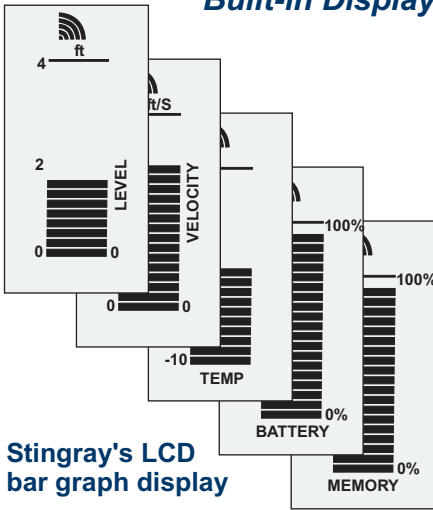 Built-in Display
ft
4
2
LEVEL
0 0
ft/S
VELOCITY
0 0
-10
TEMP
100%
0%
BATTERY
100%
0%
MEMORY
Stingray's LCD
bar graph display